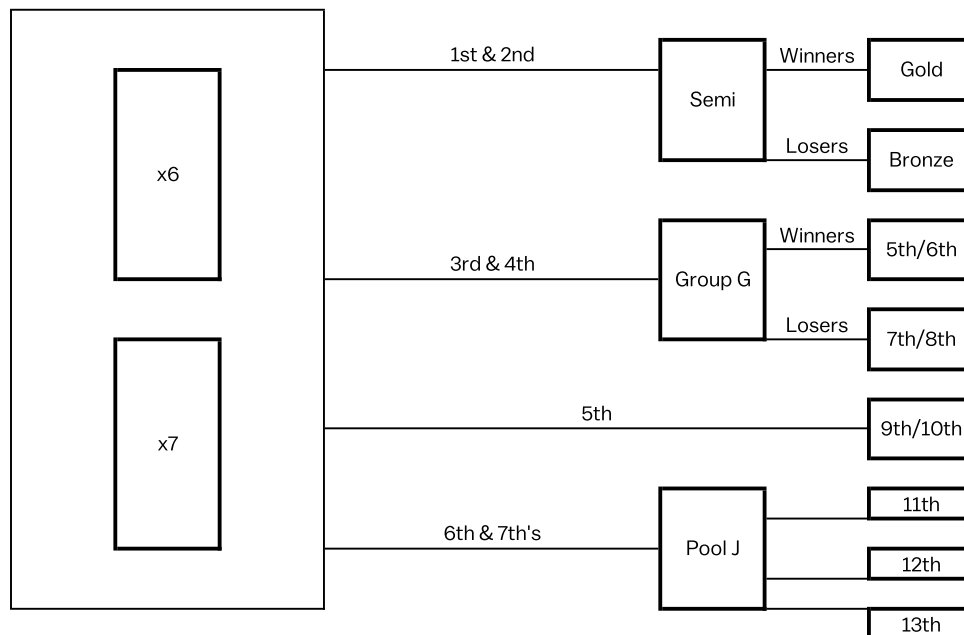 1st & 2nd
Winners
Gold
Semi
Losers
Bronze
x6
Winners
5th/6th
3rd & 4th
Group G
Losers
7th/8th
5th
9th/10th
x7
11th
6th & 7th's
Pool J
12th
13th